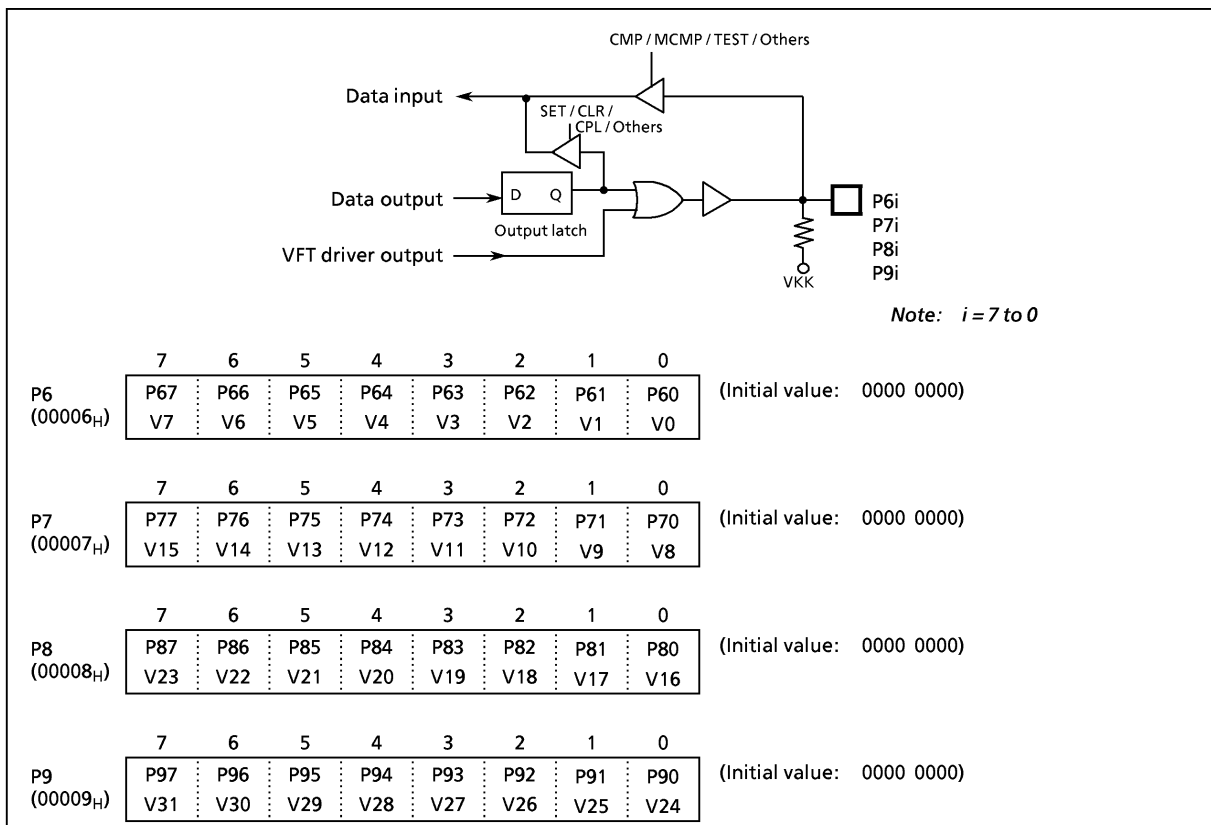 CMP / MCMP / TEST / Others
Data input
SET / CLR /
CPL / Others
Data output
D Q
Output latch
VFT driver output
P6i
P7i
P8i
P9i
VKK
Note: i = 7 to 0
7 6 5 4 3 2 1 0
P6
(00006H)
P67 P66 P65 P64 P63 P62 P61 P60
V7 V6 V5 V4 V3 V2 V1 V0
(Initial value: 0000 0000)
7 6 5 4 3 2 1 0
P7
(00007H)
P77 P76 P75 P74 P73 P72 P71 P70
V15 V14 V13 V12 V11 V10 V9 V8
(Initial value: 0000 0000)
7 6 5 4 3 2 1 0
P8
(00008H)
P87 P86 P85 P84 P83 P82 P81 P80
V23 V22 V21 V20 V19 V18 V17 V16
(Initial value: 0000 0000)
7 6 5 4 3 2 1 0
P9
(00009H)
P97 P96 P95 P94 P93 P92 P91 P90
V31 V30 V29 V28 V27 V26 V25 V24
(Initial value: 0000 0000)